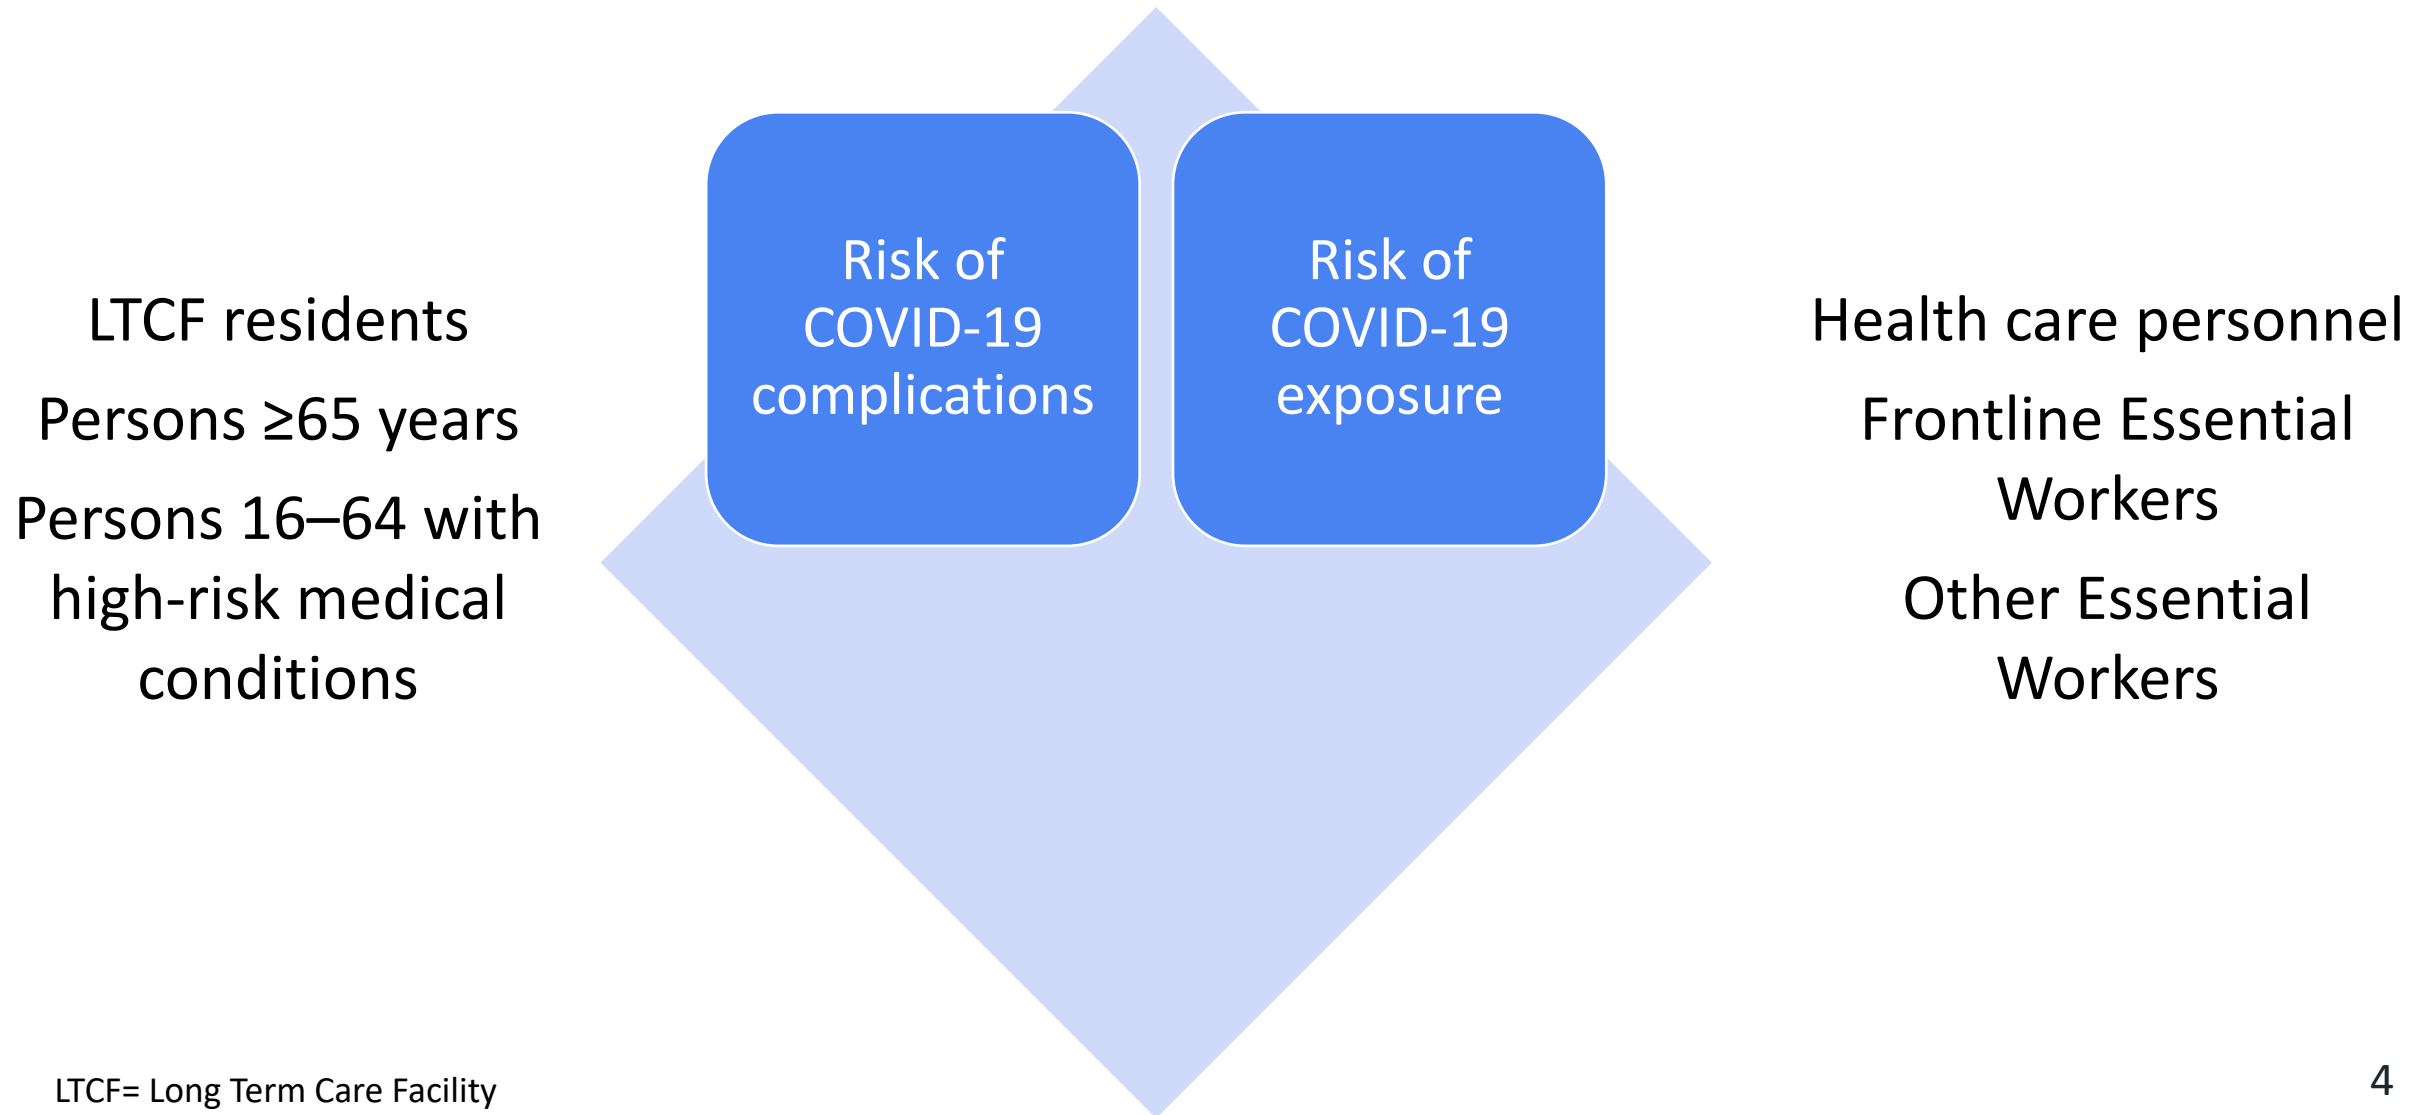 LTCF residents
Persons ≥65 years
Persons 16–64 with
high-risk medical
conditions
Risk of
COVID-19
complications
Risk of
COVID-19
exposure
Health care personnel
Frontline Essential
Workers
Other Essential
Workers
LTCF= Long Term Care Facility
4